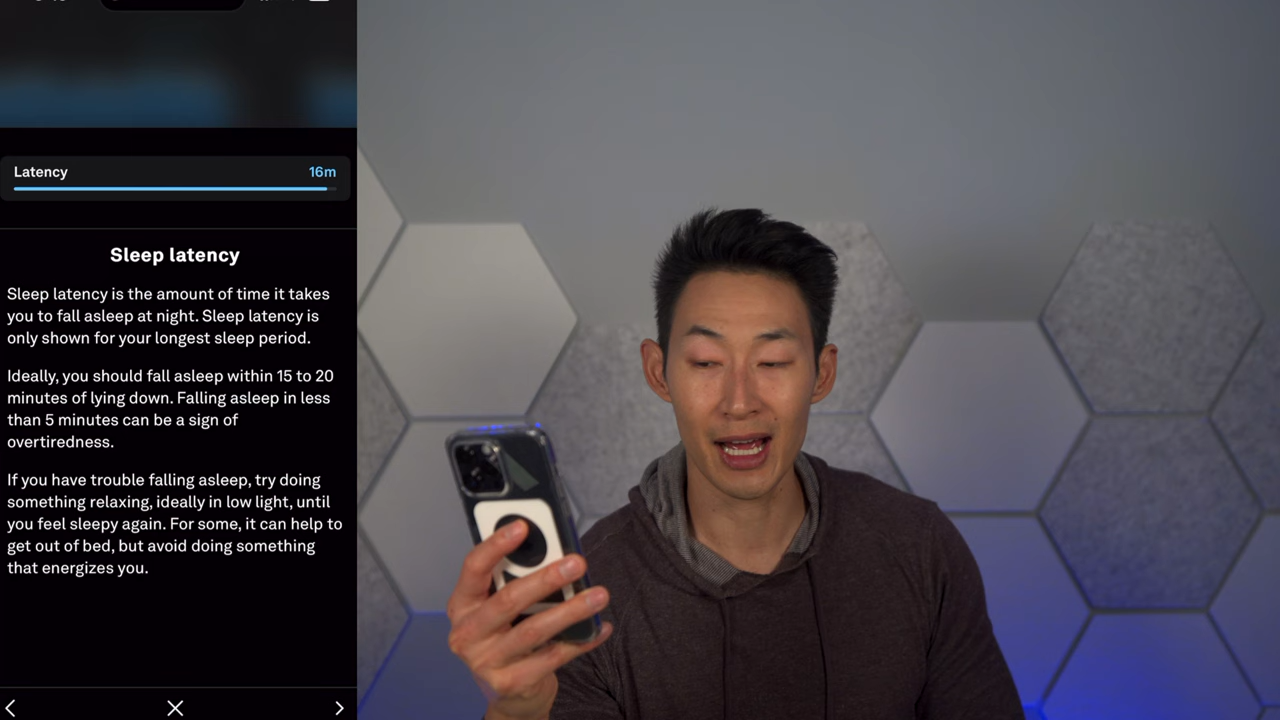 Latency 16m
Sleep latency
Sleep latency is the amount of time it takes
you to fall asleep at night. Sleep latency is
only shown for your longest sleep period.
Ideally, you should fall asleep within 15 to 20
minutes of lying down. Falling asleep in less
than 5 minutes can be a sign of
overtiredness.
If you have trouble falling asleep, try doing
something relaxing, ideally in low light, until
you feel sleepy again. For some, it can help to
get out of bed, but avoid doing something
that energizes you.